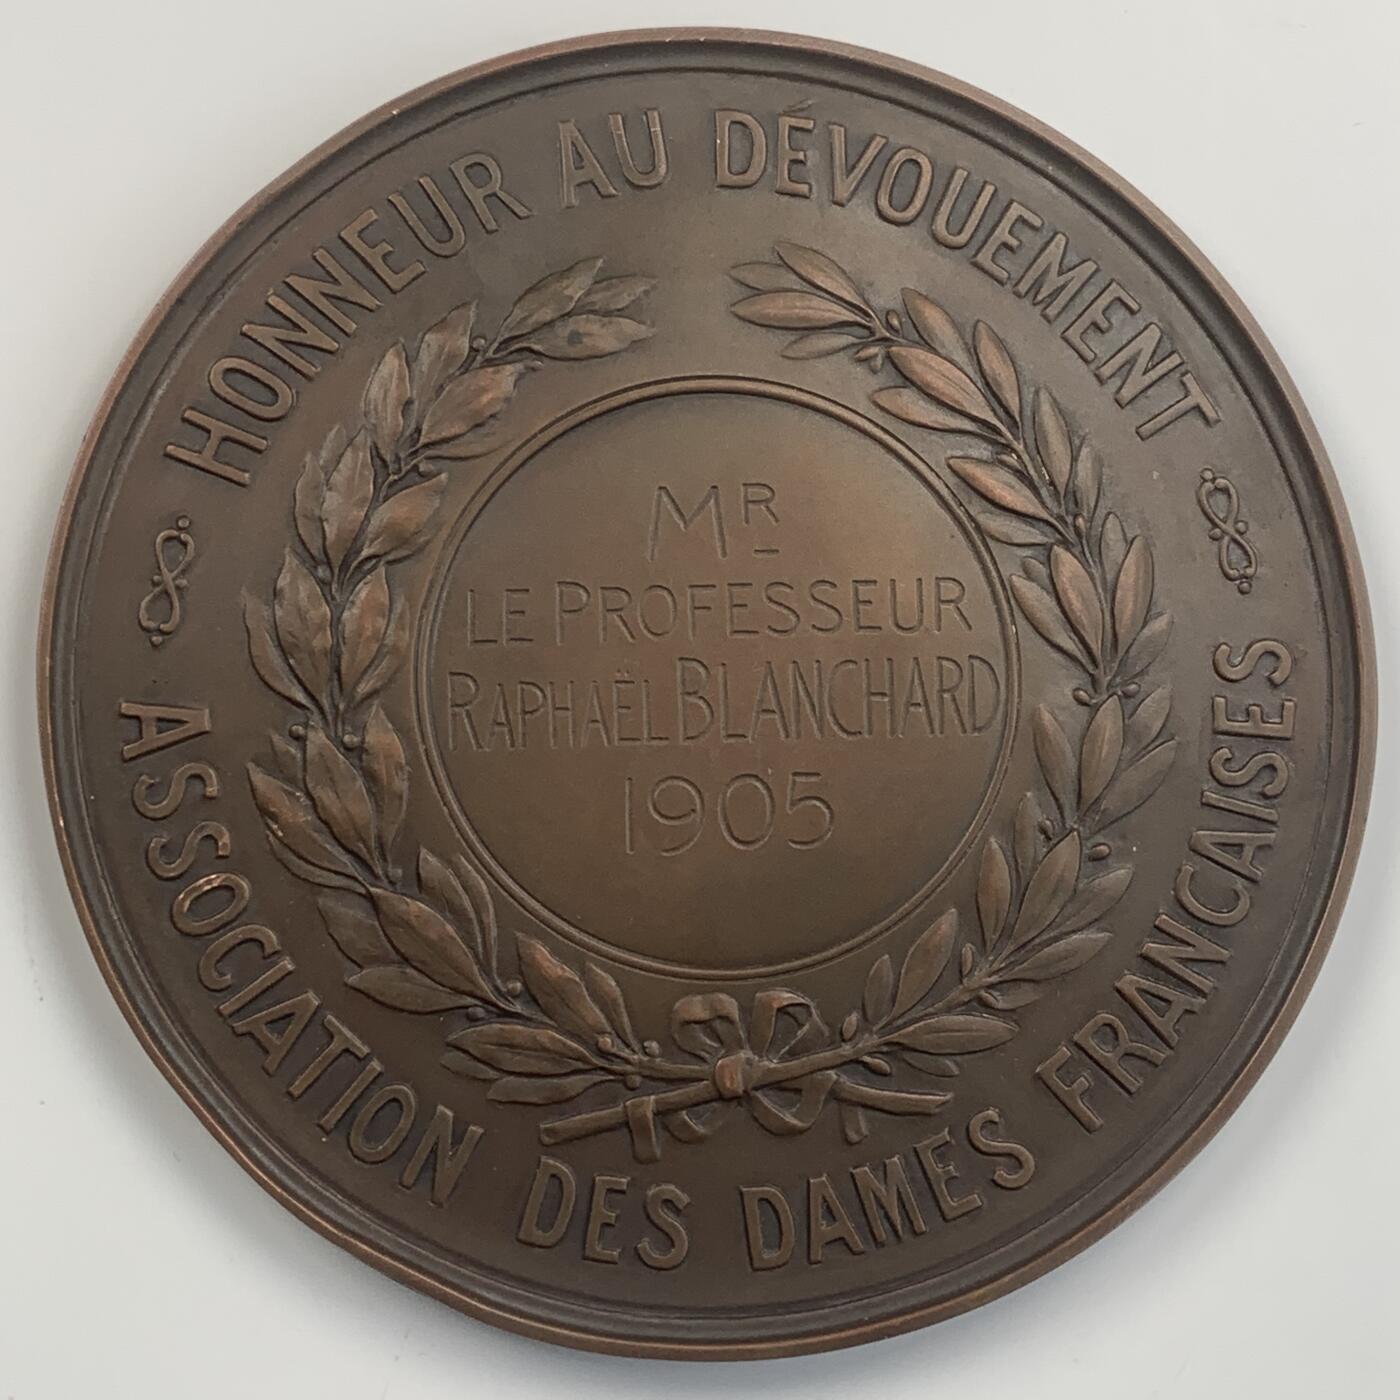 HONNEUR AU DÉVOUEMENT
MR
LE PROFESSEUR
RAPHAËL BLANCHARD
1905
ASSOCIATION DES DAMES FRANCAISES